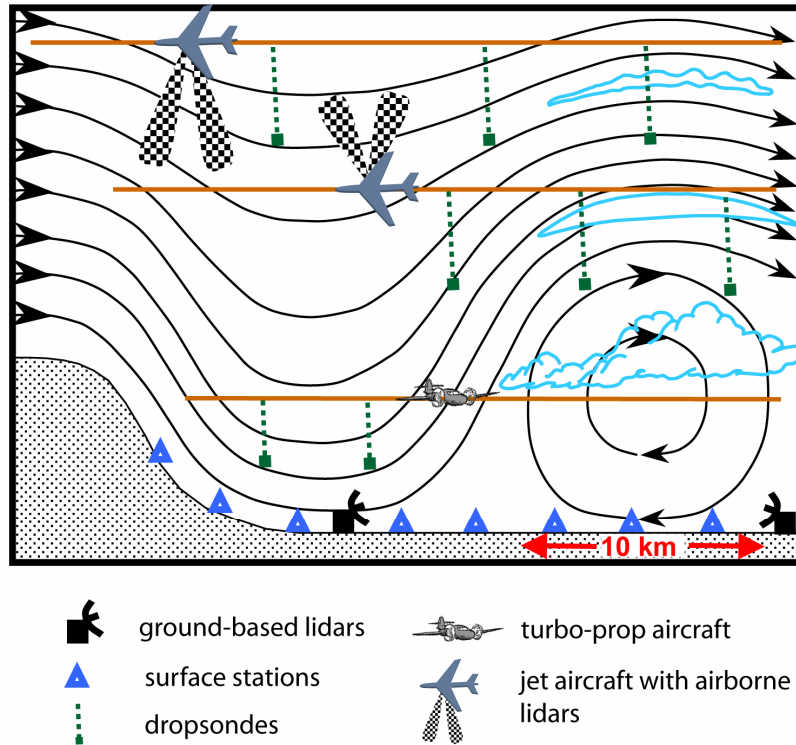 10 km
ground-based lidars
turbo-prop aircraft
surface stations
jet aircraft with airborne
lidars
dropsondes